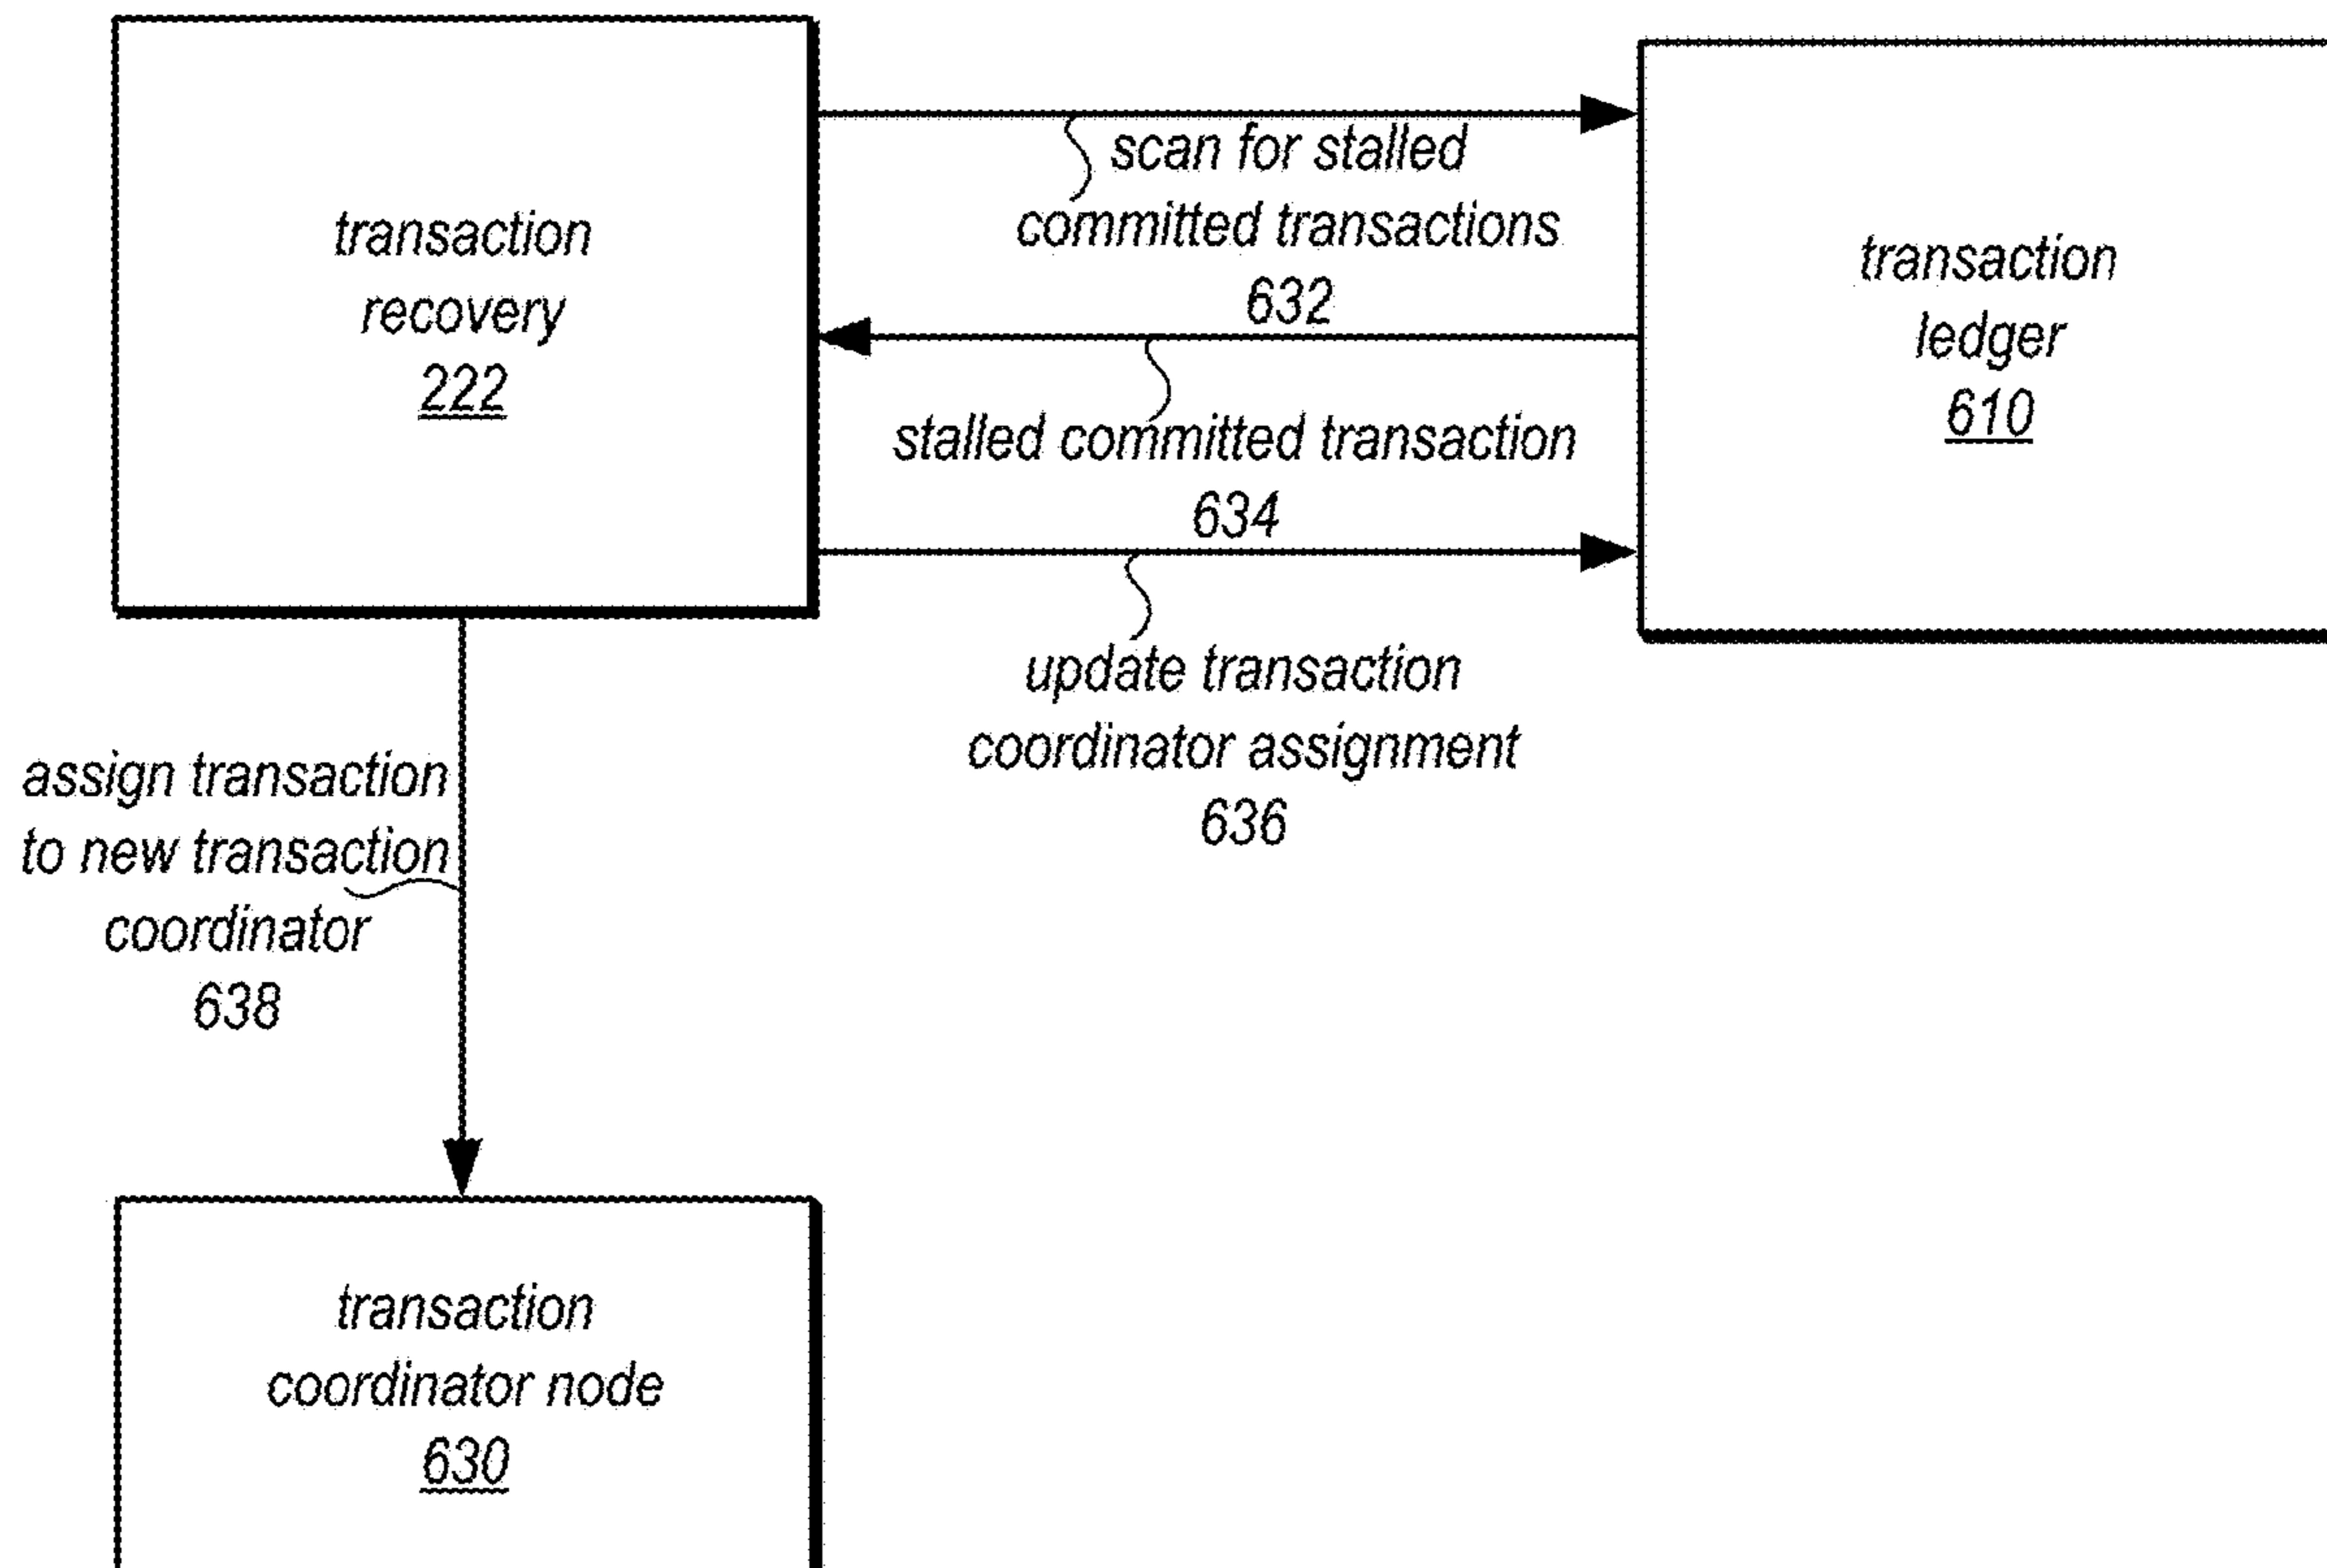 transaction
recovery
222
scan for stalled
committed transactions
632
stalled committed transaction
634
update transaction
coordinator assignment
636
transaction
ledger
610
assign transaction
to new transaction
coordinator
638
transaction
coordinator node
630